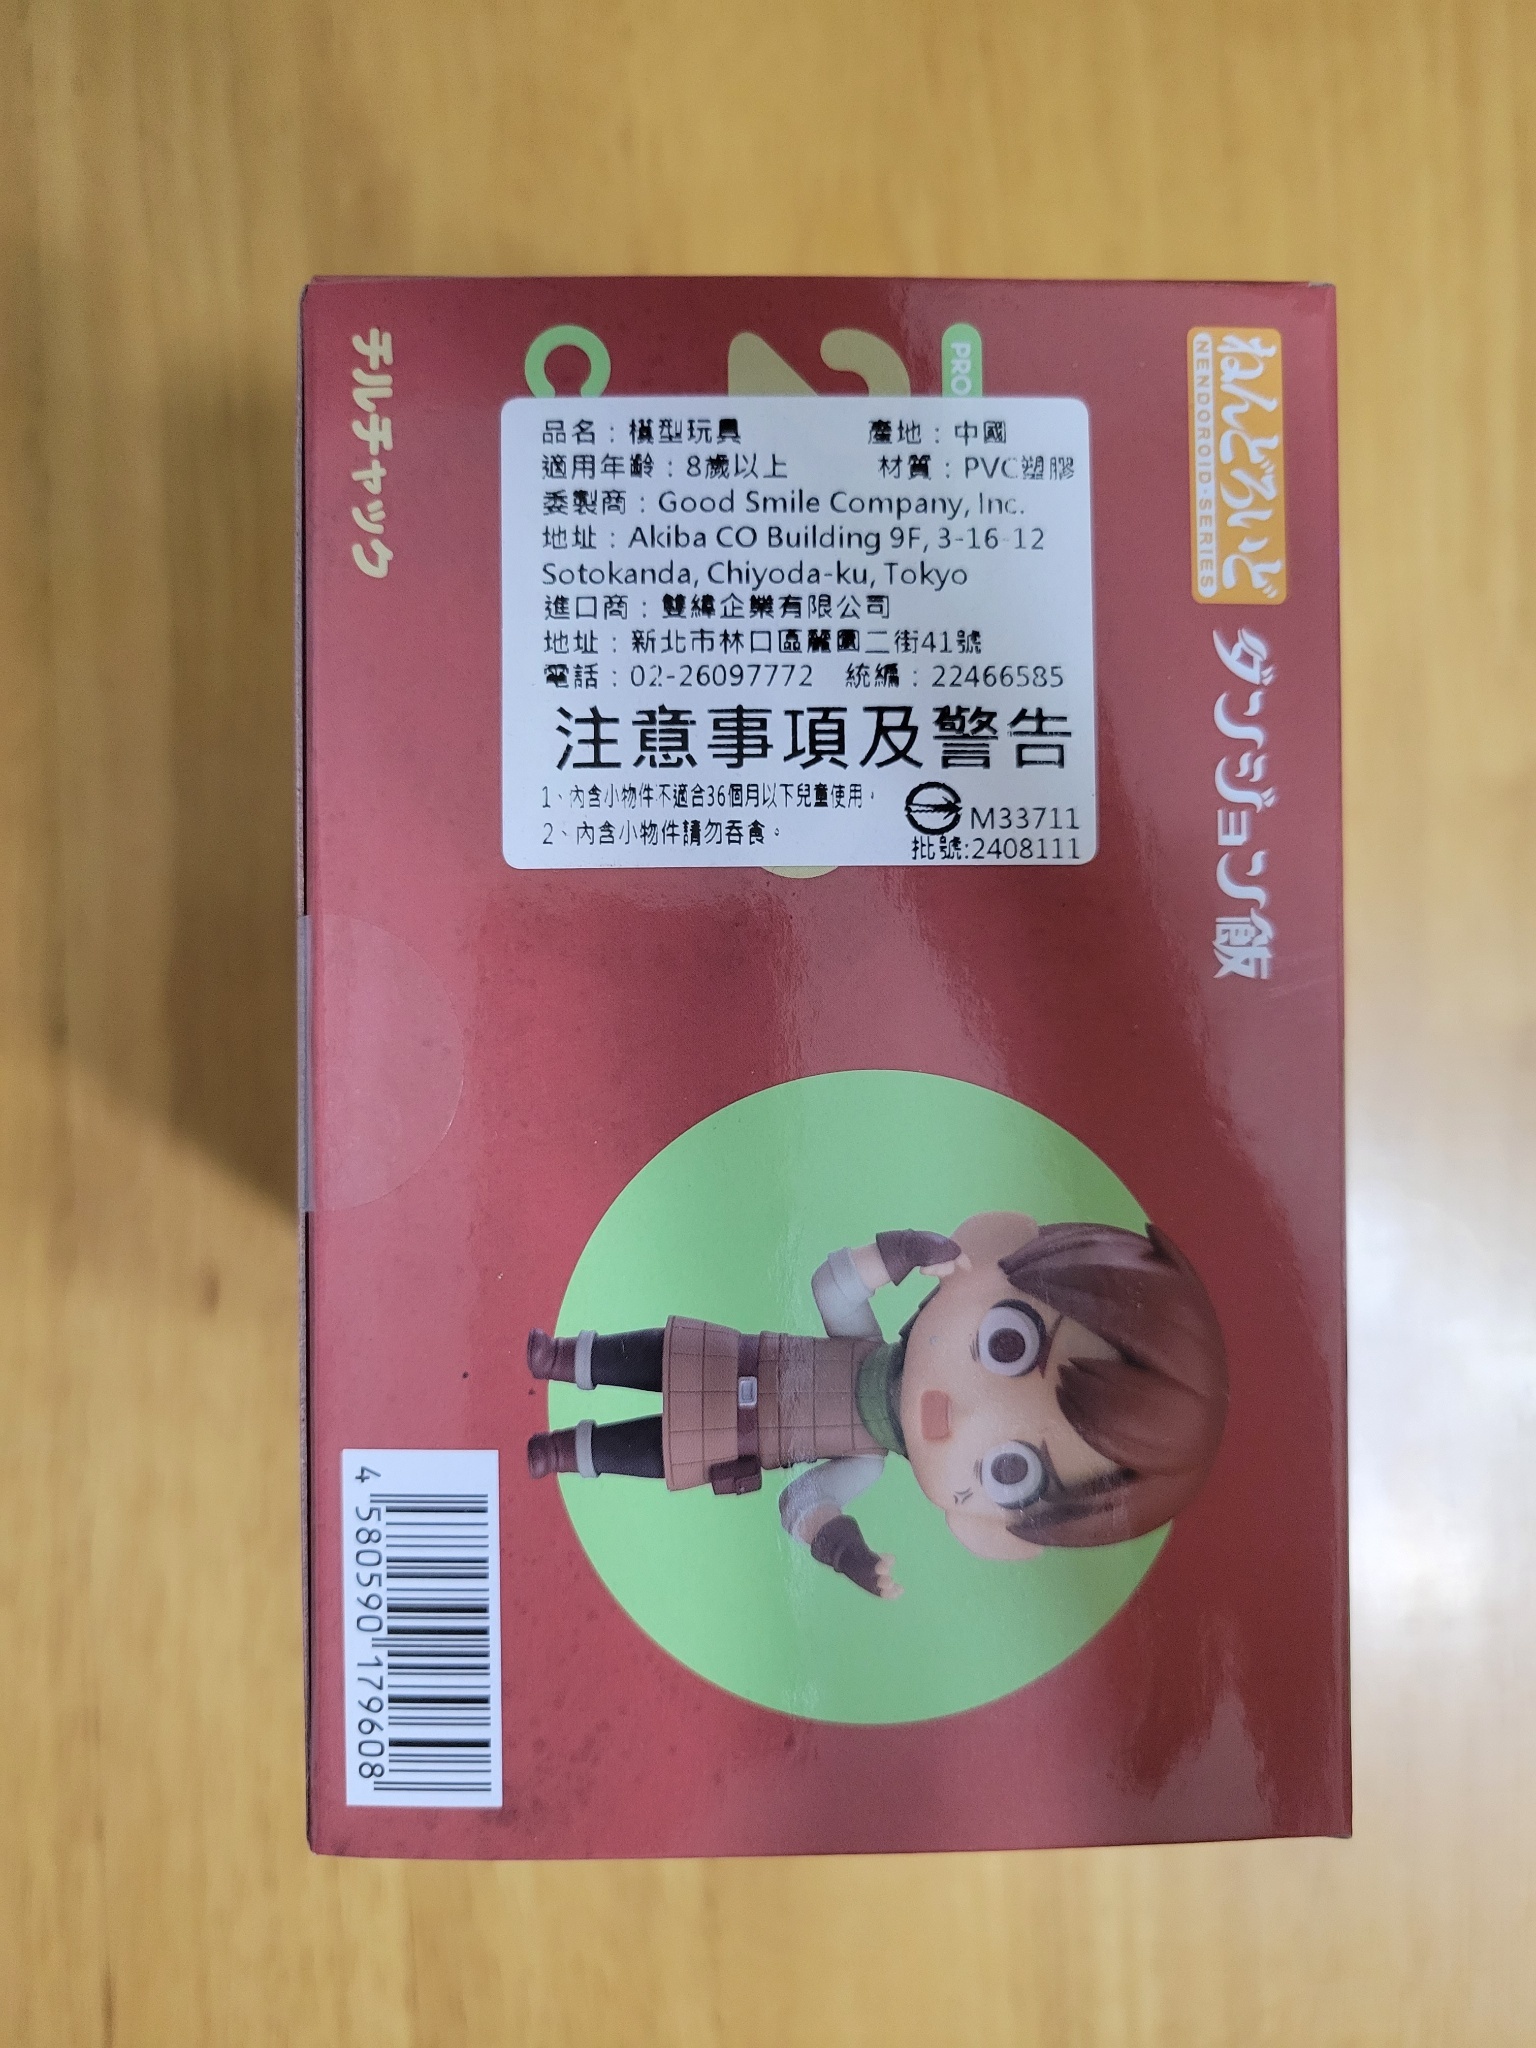 品名：模型玩具 產地：中國
適用年齡：8歲以上 材質：PVC塑膠
委製商：Good Smile Company, Inc.
地址：Akiba CO Building 9F, 3-16-12
Sotokanda, Chiyoda-ku, Tokyo
進口商：雙緯企業有限公司
地址：新北市林口區麗園二街41號
電話：02-26097772 統編：22466585
注意事項及警告
1、內含小物件不適合36個月以下兒童使用。
2、內含小物件請勿吞食。
M33711
批號:2408111
ねんどろいど
NENDOROID・SERIES
ダンジョン飯
PRO
2
C
チルチャック
4 580590 179608